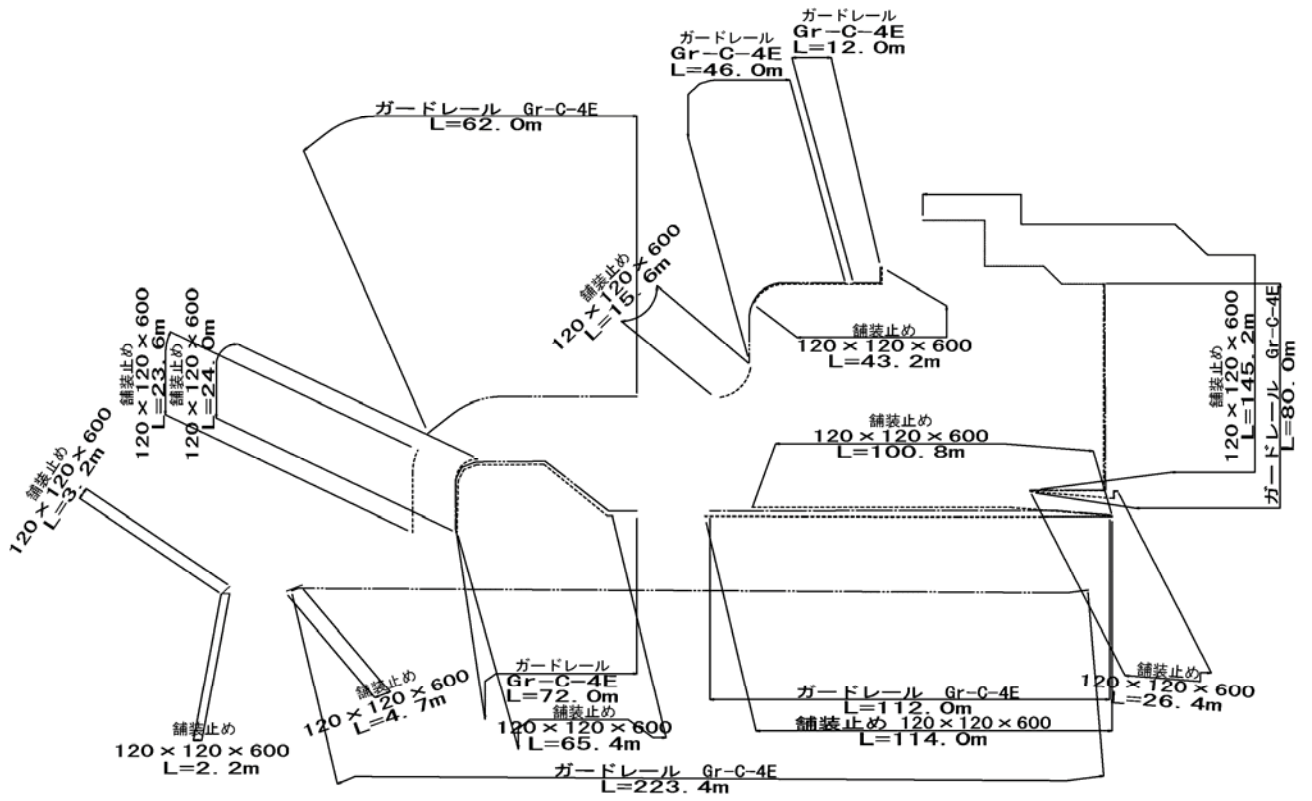 ガードレール
Gr-C-4E
L=12. 0m
ガードレール
Gr-C-4E
L=46. 0m
ガードレール Gr-C-4E
L=62. 0m
舗装止め
120×120×600
L=15. 6m
舗装止め
120×120×600
L=43. 2m
舗装止め
120×120×600
L=145. 2m
ガードレール Gr-C-4E
L=80. 0m
舗装止め
120×120×600
L=23. 6m
舗装止め
120×120×600
L=24. 0m
舗装止め
120×120×600
L=3. 2m
舗装止め
120×120×600
L=100. 8m
舗装止め
120×120×600
L=2. 2m
舗装止め
120×120×600
L=4. 7m
ガードレール
Gr-C-4E
L=72. 0m
舗装止め
120×120×600
L=65. 4m
ガードレール Gr-C-4E
L=112. 0m
舗装止め 120×120×600
L=114. 0m
舗装止め
120×120×600
L=26. 4m
ガードレール Gr-C-4E
L=223. 4m